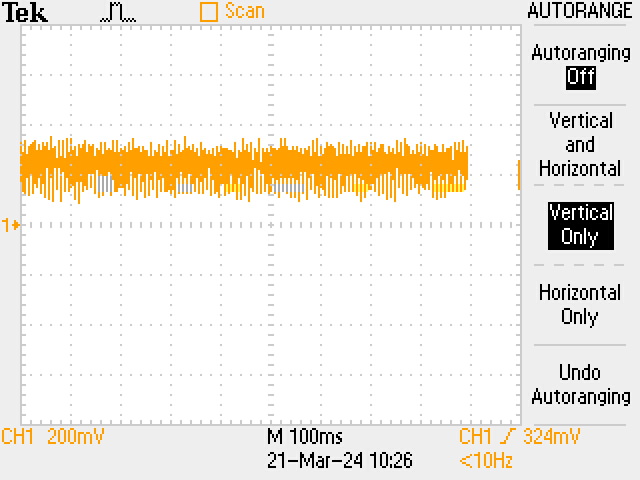 Tek
Scan
AUTORANGE
Autoranging
Off
Vertical
and
Horizontal
Vertical
Only
Horizontal
Only
Undo
Autoranging
1
CH1 200mV
M 100ms
CH1 324mV
21-Mar-24 10:26
<10Hz